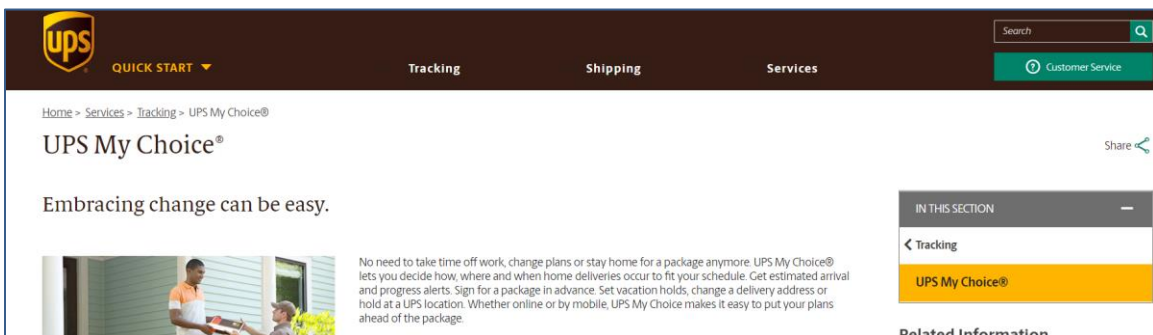 ups
Search
QUICK START
Tracking
Shipping
Services
Customer Service
Home > Services > Tracking > UPS My Choice®
UPS My Choice®
Share
Embracing change can be easy.
No need to take time off work, change plans or stay home for a package anymore. UPS My Choice®
lets you decide how, where and when home deliveries occur to fit your schedule. Get estimated arrival
and progress alerts. Sign for a package in advance. Set vacation holds, change a delivery address or
hold at a UPS location. Whether online or by mobile, UPS My Choice makes it easy to put your plans
ahead of the package.
IN THIS SECTION
Tracking
UPS My Choice®
Related Information